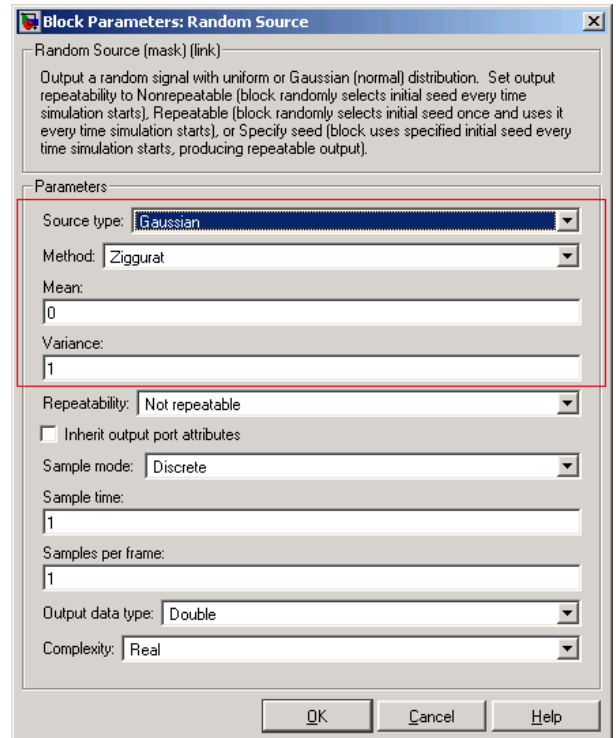 Block Parameters: Random Source
Random Source (mask) (link)
Output a random signal with uniform or Gaussian (normal) distribution. Set output
repeatability to Nonrepeatable (block randomly selects initial seed every time
simulation starts), Repeatable (block randomly selects initial seed once and uses it
every time simulation starts), or Specify seed (block uses specified initial seed every
time simulation starts, producing repeatable output).
Parameters
Source type: Gaussian
Method: Ziggurat
Mean:
0
Variance:
1
Repeatability: Not repeatable
Inherit output port attributes
Sample mode: Discrete
Sample time:
1
Samples per frame:
1
Output data type: Double
Complexity: Real
OK Cancel Help